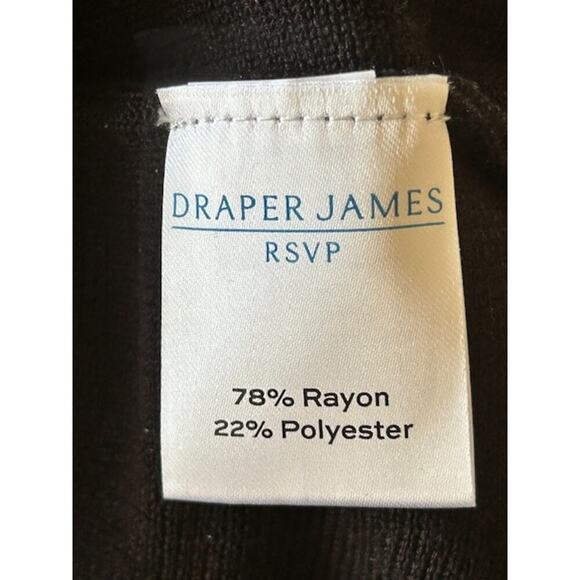 DRAPER JAMES
RSVP
78% Rayon
22% Polyester